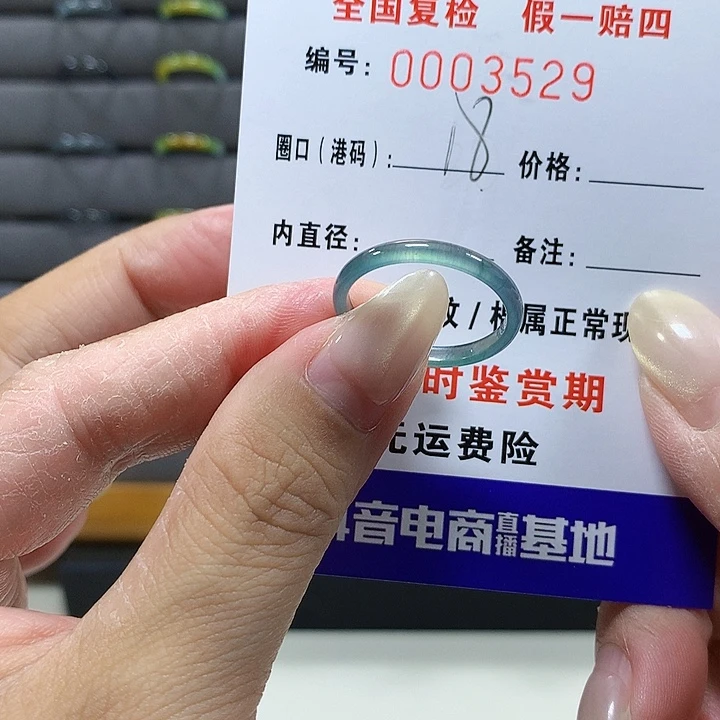 全国复检 假一赔四
编号: 0003529
圈口(港码): 18 价格:
内直径: 备注:
纹/棉属正常现
时鉴赏期
无运费险
抖音电商直播基地